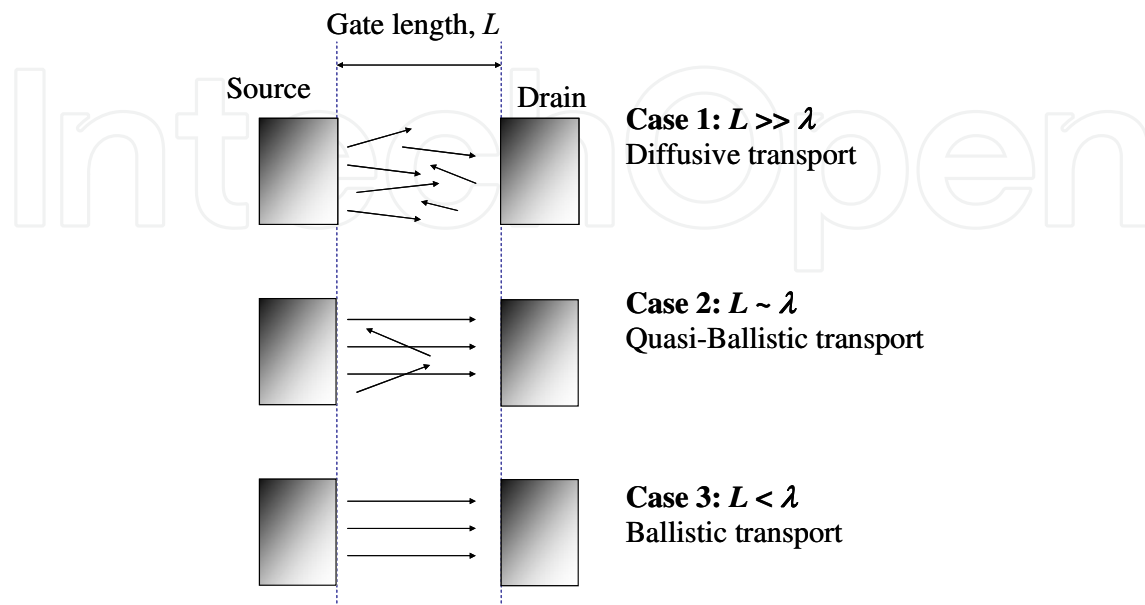 Gate length, L
Source
Drain
Case 1: L >> λ
Diffusive transport
Case 2: L ~ λ
Quasi-Ballistic transport
Case 3: L < λ
Ballistic transport
IntechOpen